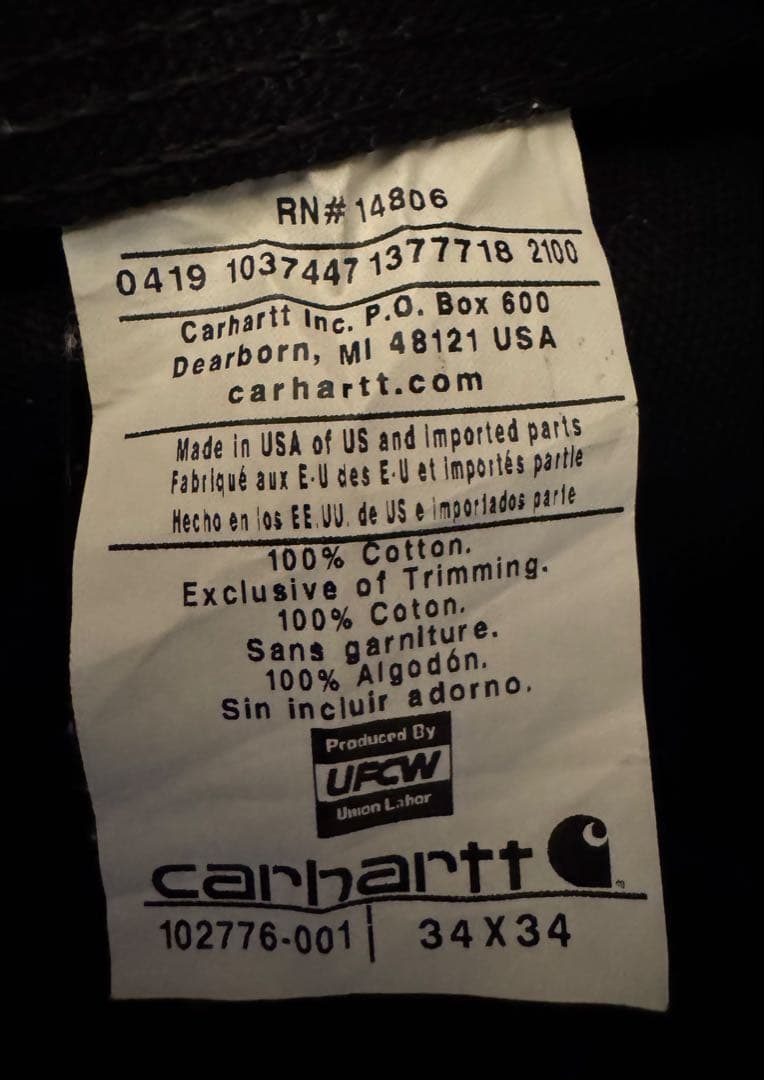 RN# 14806
0419 1037447 1377718 2100
Carhartt Inc. P.O. Box 600
Dearborn, MI 48121 USA
carhartt.com
Made in USA of US and imported parts
Fabriqué aux E-U des E-U et importés partie
Hecho en los EE.UU. de US e importados parte
100% Cotton.
Exclusive of Trimming.
100% Coton.
Sans garniture.
100% Algodón.
Sin incluir adorno.
Produced By
UFCW
Union Labor
carhartt
102776-001 | 34X34